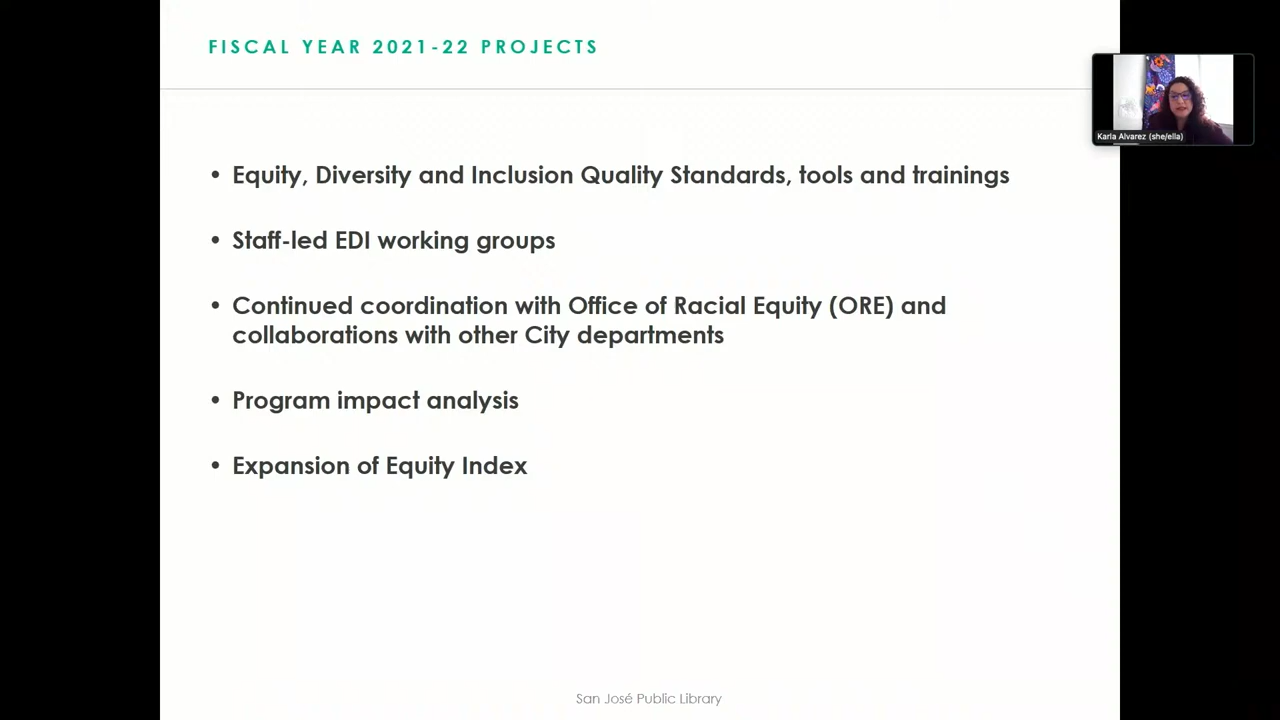 FISCAL YEAR 2021-22 PROJECTS
Karla Alvarez (she/ella)
• Equity, Diversity and Inclusion Quality Standards, tools and trainings
• Staff-led EDI working groups
• Continued coordination with Office of Racial Equity (ORE) and
collaborations with other City departments
• Program impact analysis
• Expansion of Equity Index
San José Public Library